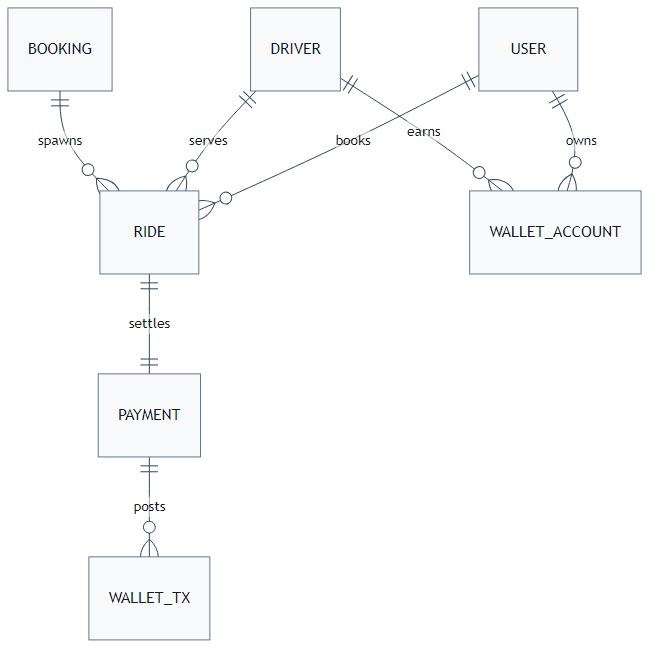 BOOKING
DRIVER
USER
spawns
serves
books
earns
owns
RIDE
WALLET_ACCOUNT
settles
PAYMENT
posts
WALLET_TX